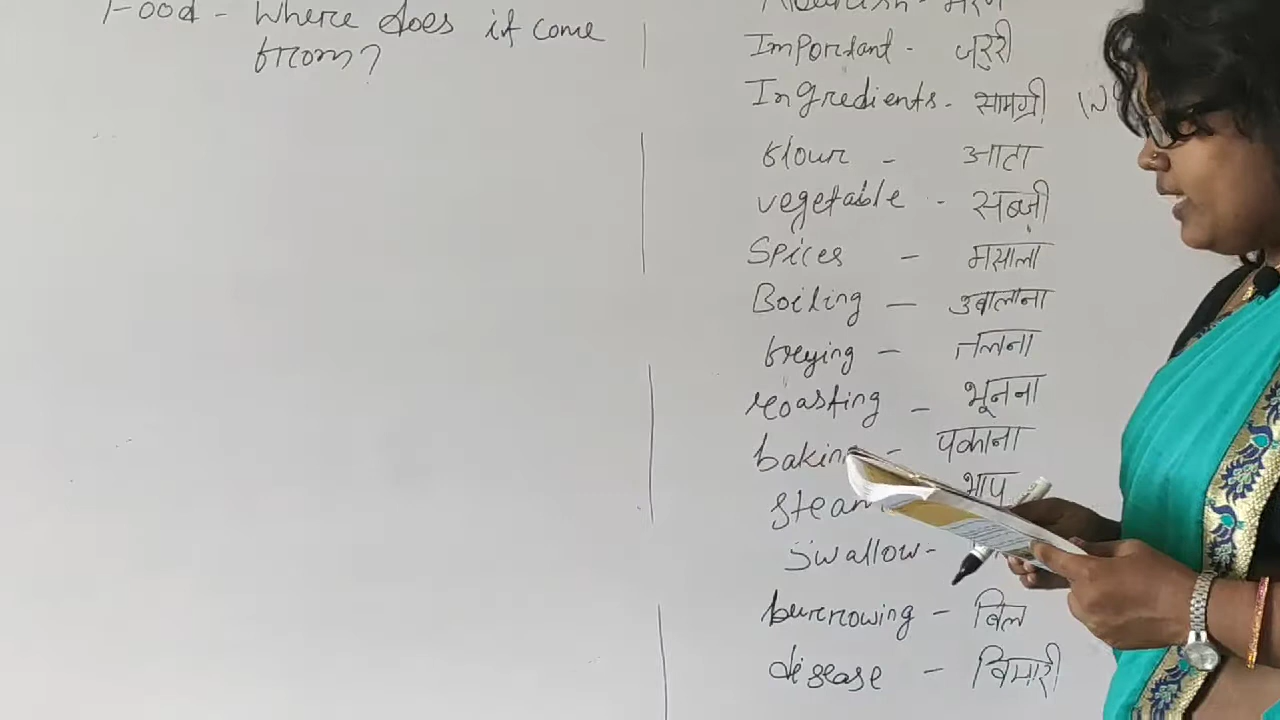 Food - Where does it come
from?
Important - जरुरी
Ingredients - सामग्री
flour - आटा
vegetable - सब्ज़ी
Spices - मसाला
Boiling - उबालना
freying - तलना
roasting - भूनना
baking - पकाना
steam भाप
swallow -
burrowing - बिल
disease - बिमारी